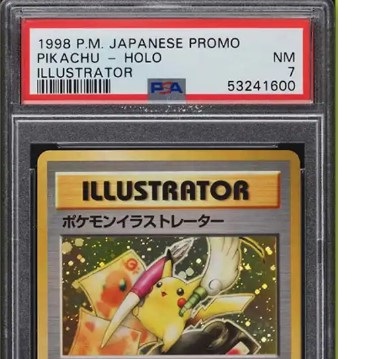 1998 P.M. JAPANESE PROMO
PIKACHU – HOLO NM
ILLUSTRATOR 7
PSA 53241600
ILLUSTRATOR
ポケモンイラストレーター